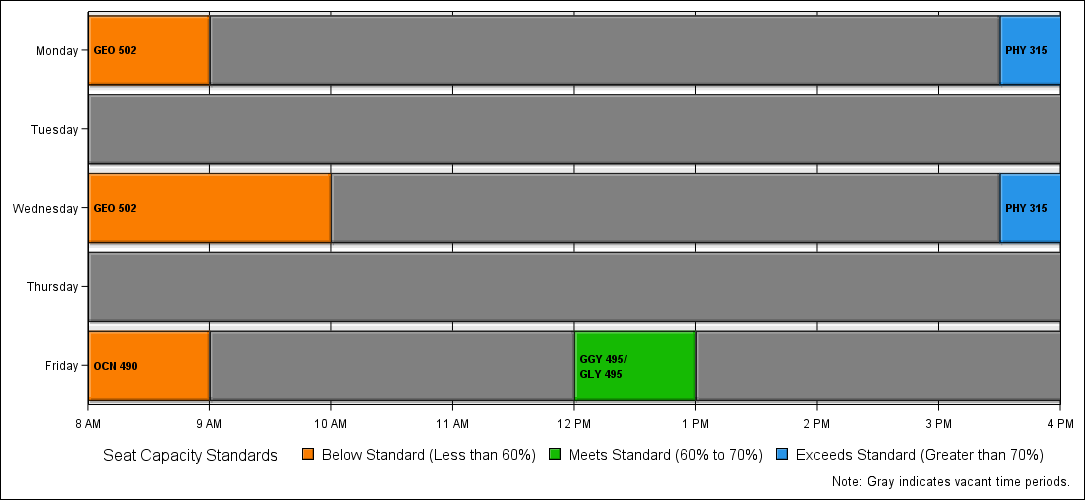 Monday
GEO 502
PHY 315
Tuesday
Wednesday
GEO 502
PHY 315
Thursday
Friday
OCN 490
GGY 495/
GLY 495
8 AM 9 AM 10 AM 11 AM 12 PM 1 PM 2 PM 3 PM 4 PM
Seat Capacity Standards Below Standard (Less than 60%) Meets Standard (60% to 70%) Exceeds Standard (Greater than 70%)
Note: Gray indicates vacant time periods.